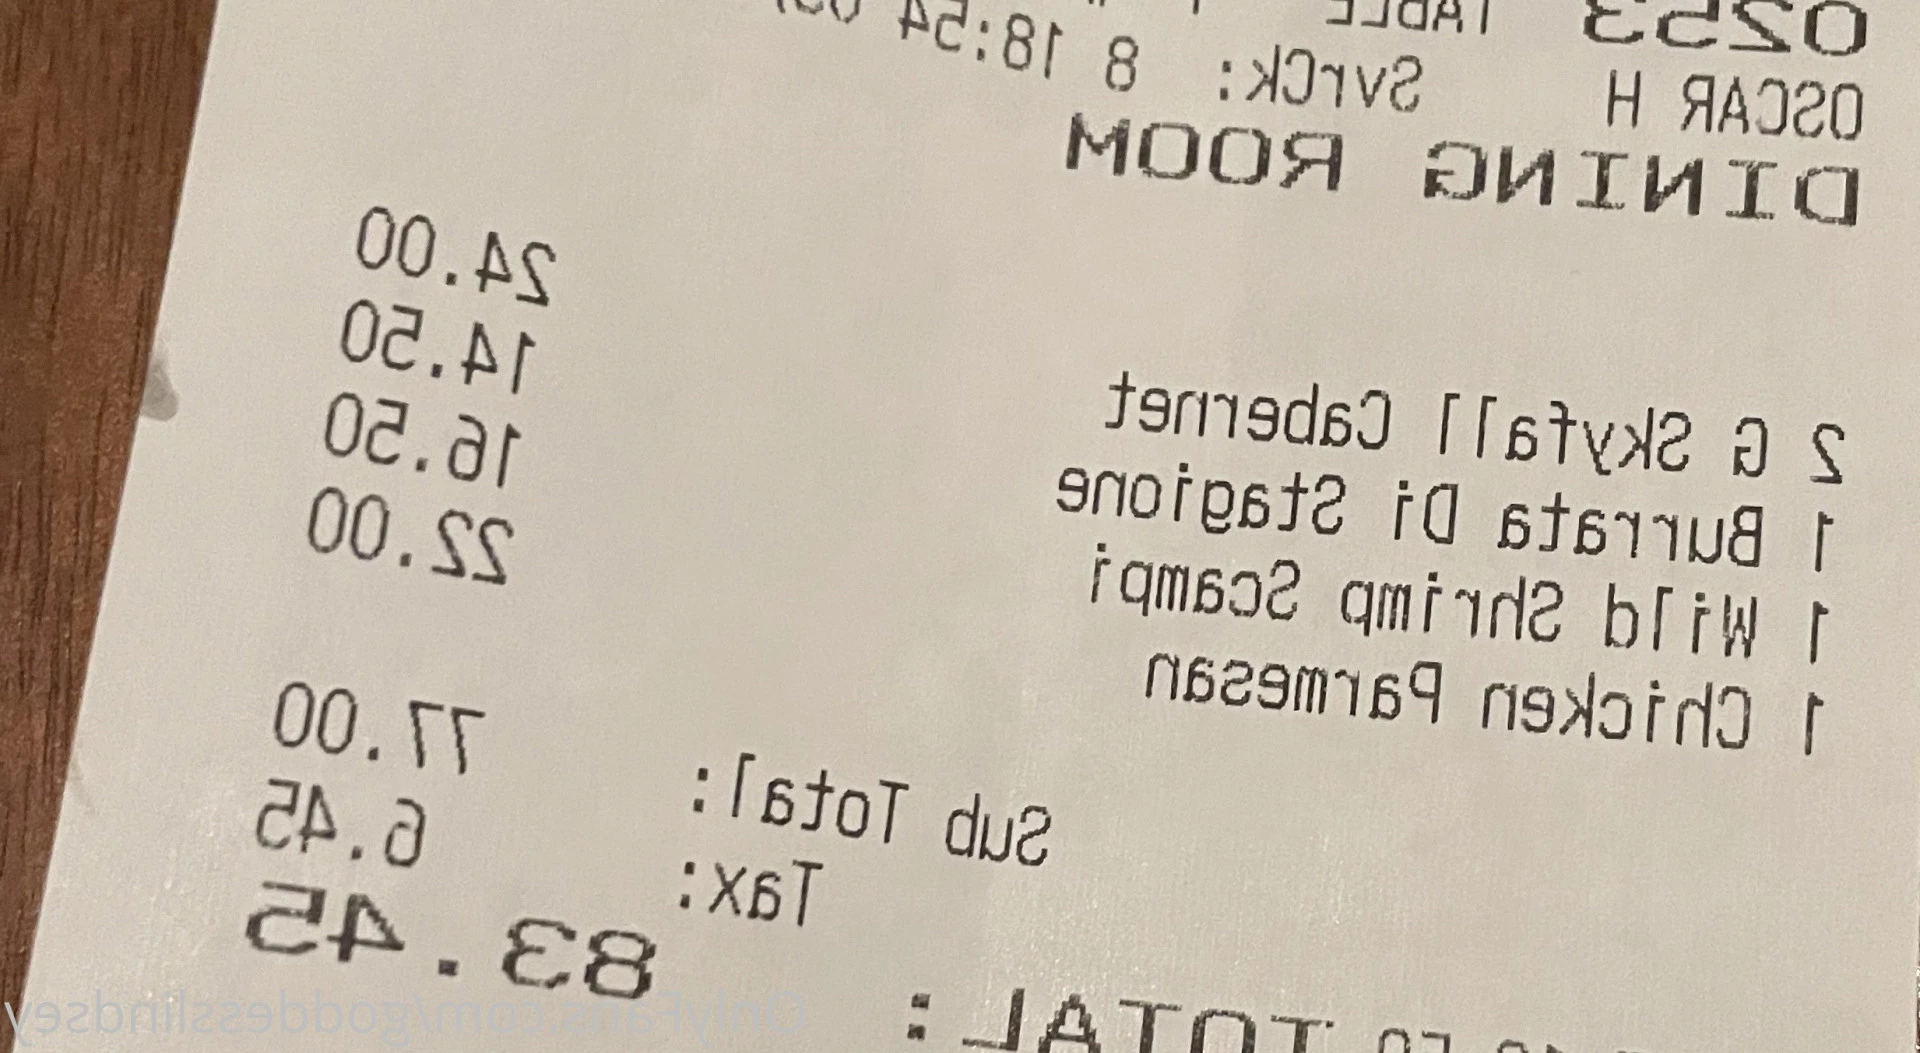 0253 TABLE
OSCAR H SvrCk: 8 18:54
DINING ROOM
2 G Skyfall Cabernet 24.00
1 Burrata Di Stagione 14.50
1 Wild Shrimp Scampi 16.50
1 Chicken Parmesan 22.00
Sub Total: 77.00
Tax: 6.45
83.45
TOTAL:
OnlyFans.com/goddesslindsey